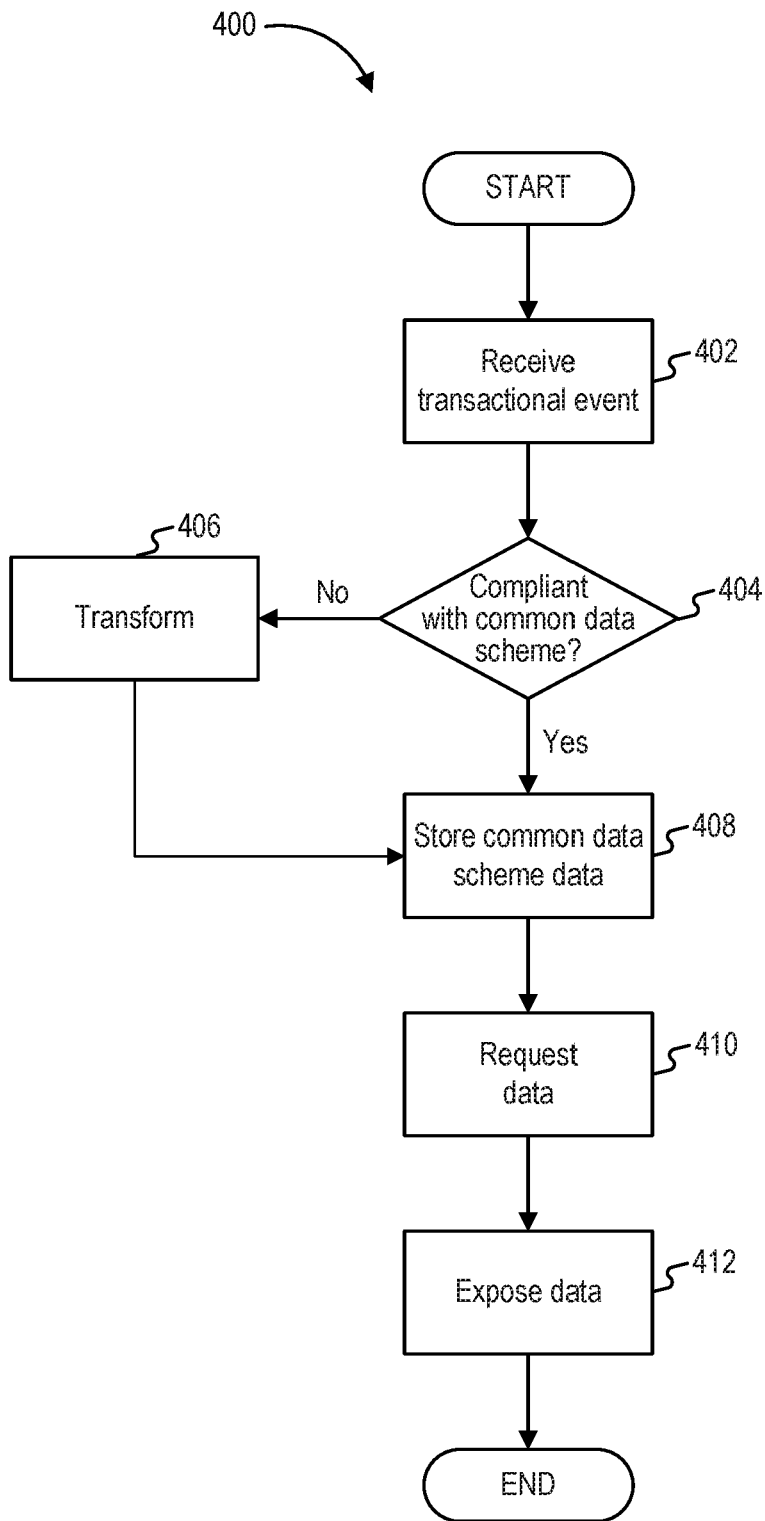 400
START
Receive
transactional event
402
406
Transform
No
Compliant
with common data
scheme?
404
Yes
Store common data
scheme data
408
Request
data
410
Expose data
412
END